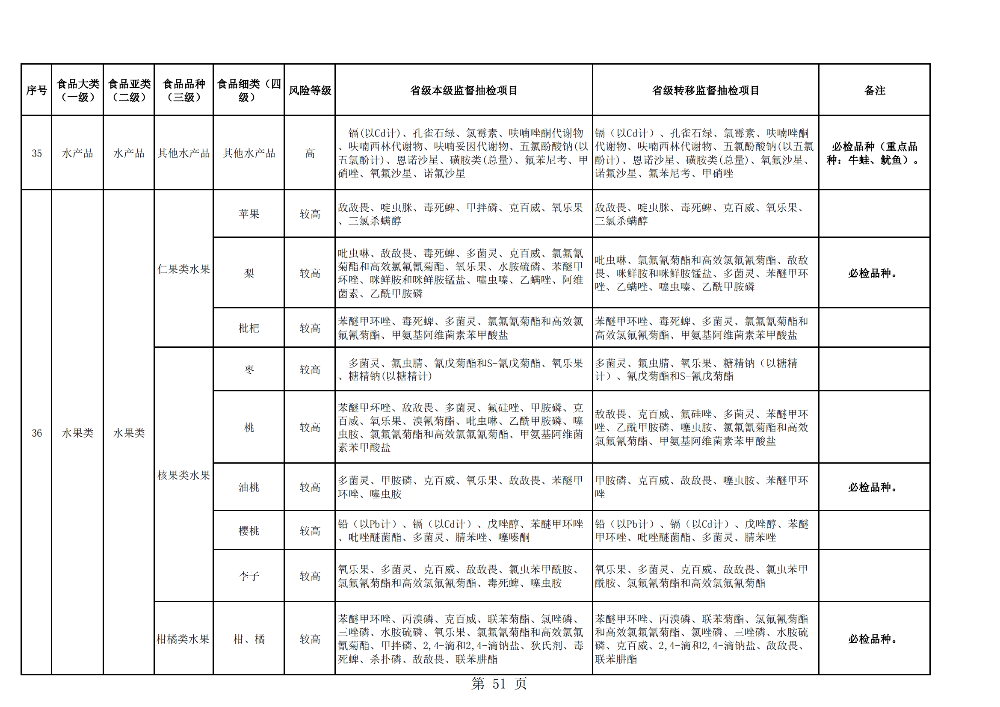 序号
食品大类（一级）
食品亚类（二级）
食品品种（三级）
食品细类（四级）
风险等级
省级本级监督抽检项目
省级转移监督抽检项目
备注
35
水产品
水产品
其他水产品
其他水产品
高
镉(以Cd计)、孔雀石绿、氯霉素、呋喃唑酮代谢物
、呋喃西林代谢物、呋喃妥因代谢物、五氯酚酸钠(以
五氯酚计)、恩诺沙星、磺胺类(总量)、氟苯尼考、甲
硝唑、氧氟沙星、诺氟沙星
镉（以Cd计）、孔雀石绿、氯霉素、呋喃唑酮
代谢物、呋喃西林代谢物、五氯酚酸钠(以五氯
酚计)、恩诺沙星、磺胺类(总量)、氧氟沙星、
诺氟沙星、氟苯尼考、甲硝唑
必检品种（重点品
种：牛蛙、鱿鱼）。
36
水果类
水果类
仁果类水果
苹果
较高
敌敌畏、啶虫脒、毒死蜱、甲拌磷、克百威、氧乐果
、三氯杀螨醇
敌敌畏、啶虫脒、毒死蜱、克百威、氧乐果、
三氯杀螨醇
梨
较高
吡虫啉、敌敌畏、毒死蜱、多菌灵、克百威、氯氟氰
菊酯和高效氯氟氰菊酯、氧乐果、水胺硫磷、苯醚甲
环唑、咪鲜胺和咪鲜胺锰盐、噻虫嗪、乙螨唑、阿维
菌素、乙酰甲胺磷
吡虫啉、氯氟氰菊酯和高效氯氟氰菊酯、敌敌
畏、咪鲜胺和咪鲜胺锰盐、多菌灵、苯醚甲环
唑、乙螨唑、噻虫嗪、乙酰甲胺磷
必检品种。
枇杷
较高
苯醚甲环唑、毒死蜱、多菌灵、氯氟氰菊酯和高效氯
氟氰菊酯、甲氨基阿维菌素苯甲酸盐
苯醚甲环唑、毒死蜱、多菌灵、氯氟氰菊酯和
高效氯氟氰菊酯、甲氨基阿维菌素苯甲酸盐
核果类水果
枣
较高
多菌灵、氟虫腈、氰戊菊酯和S-氰戊菊酯、氧乐果
、糖精钠(以糖精计)
多菌灵、氟虫腈、氧乐果、糖精钠（以糖精
计）、氰戊菊酯和S-氰戊菊酯
桃
较高
苯醚甲环唑、敌敌畏、多菌灵、氟硅唑、甲胺磷、克
百威、氧乐果、溴氰菊酯、吡虫啉、乙酰甲胺磷、噻
虫胺、氯氟氰菊酯和高效氯氟氰菊酯、甲氨基阿维菌
素苯甲酸盐
敌敌畏、克百威、氟硅唑、多菌灵、苯醚甲环
唑、乙酰甲胺磷、噻虫胺、氯氟氰菊酯和高效
氯氟氰菊酯、甲氨基阿维菌素苯甲酸盐
油桃
较高
多菌灵、甲胺磷、克百威、氧乐果、敌敌畏、苯醚甲
环唑、噻虫胺
甲胺磷、克百威、敌敌畏、噻虫胺、苯醚甲环
唑
必检品种。
樱桃
较高
铅（以Pb计）、镉（以Cd计）、戊唑醇、苯醚甲环唑
、吡唑醚菌酯、多菌灵、腈苯唑、噻嗪酮
铅（以Pb计）、镉（以Cd计）、戊唑醇、苯醚
甲环唑、吡唑醚菌酯、多菌灵、腈苯唑
李子
较高
氧乐果、多菌灵、克百威、敌敌畏、氯虫苯甲酰胺、
氯氟氰菊酯和高效氯氟氰菊酯、毒死蜱、噻虫胺
氧乐果、多菌灵、克百威、敌敌畏、氯虫苯甲
酰胺、氯氟氰菊酯和高效氯氟氰菊酯
柑橘类水果
柑、橘
较高
苯醚甲环唑、丙溴磷、克百威、联苯菊酯、氯唑磷、
三唑磷、水胺硫磷、氧乐果、氯氟氰菊酯和高效氯氟
氰菊酯、甲拌磷、2,4-滴和2,4-滴钠盐、狄氏剂、毒
死蜱、杀扑磷、敌敌畏、联苯肼酯
苯醚甲环唑、丙溴磷、联苯菊酯、氯氟氰菊酯
和高效氯氟氰菊酯、氯唑磷、三唑磷、水胺硫
磷、克百威、2,4-滴和2,4-滴钠盐、敌敌畏、
联苯肼酯
必检品种。
第 51 页